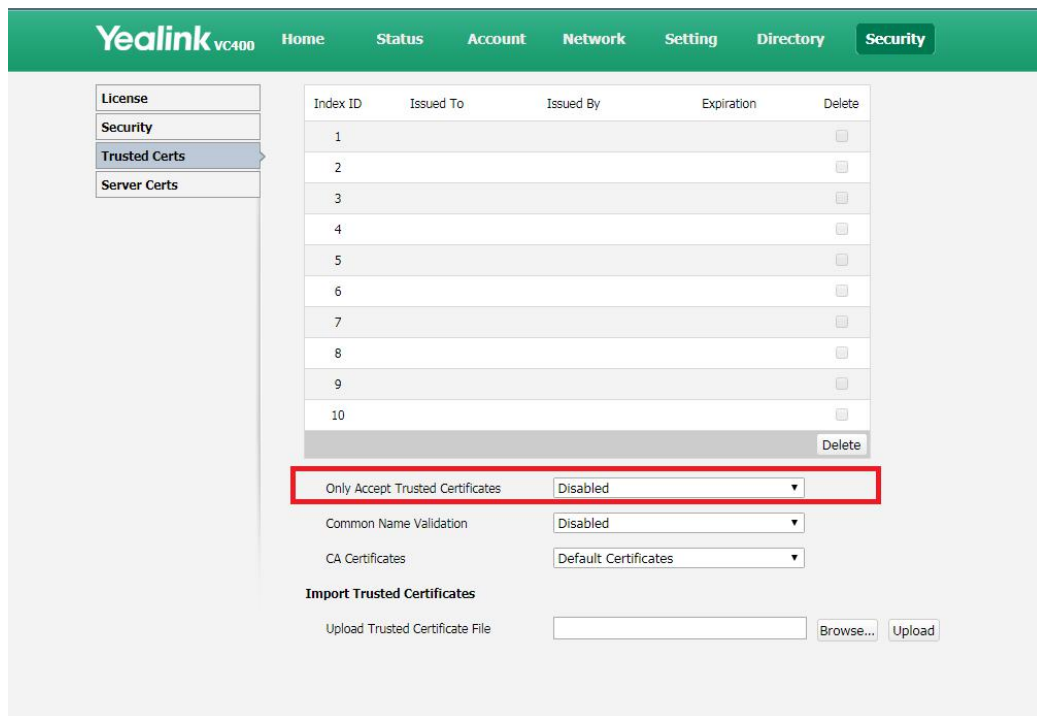 Yealink VC400 Home Status Account Network Setting Directory Security
License
Security
Trusted Certs
Server Certs
Index ID Issued To Issued By Expiration Delete
1
2
3
4
5
6
7
8
9
10
Delete
Only Accept Trusted Certificates Disabled
Common Name Validation Disabled
CA Certificates Default Certificates
Import Trusted Certificates
Upload Trusted Certificate File Browse... Upload